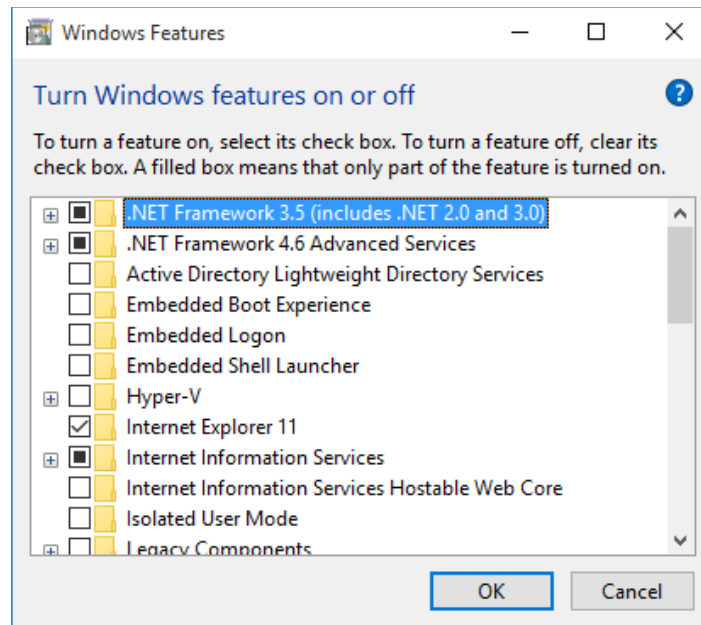 Windows Features
Turn Windows features on or off
?
To turn a feature on, select its check box. To turn a feature off, clear its
check box. A filled box means that only part of the feature is turned on.
.NET Framework 3.5 (includes .NET 2.0 and 3.0)
.NET Framework 4.6 Advanced Services
Active Directory Lightweight Directory Services
Embedded Boot Experience
Embedded Logon
Embedded Shell Launcher
Hyper-V
Internet Explorer 11
Internet Information Services
Internet Information Services Hostable Web Core
Isolated User Mode
Legacy Components
OK Cancel